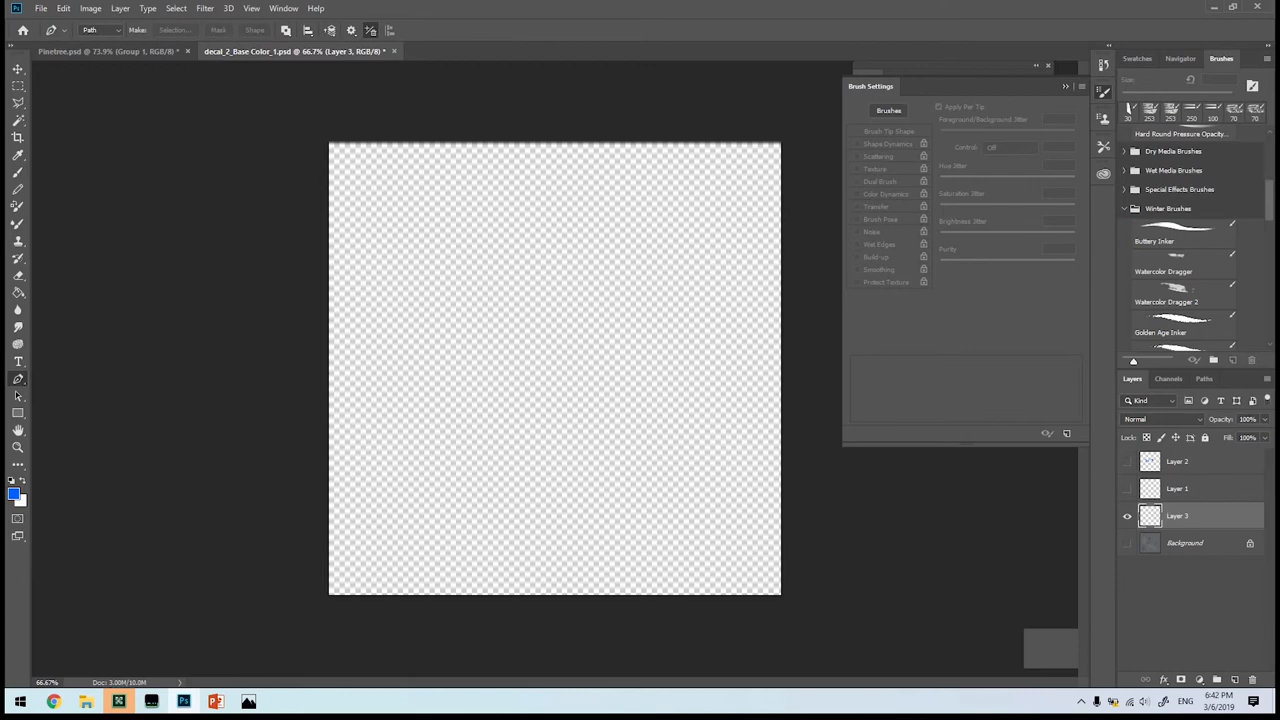 File Edit Image Layer Type Select Filter 3D View Window Help
Path Make: Selection... Mask Shape
Pinetree.psd @ 73.9% (Group 1, RGB/8) * decal_2_Base Color_1.psd @ 66.7% (Layer 3, RGB/8) *
Brush Settings
Brushes
Brush Tip Shape
Shape Dynamics
Scattering
Texture
Dual Brush
Color Dynamics
Transfer
Brush Pose
Noise
Wet Edges
Build-up
Smoothing
Protect Texture
Apply Per Tip
Foreground/Background Jitter
Control: Off
Hue Jitter
Saturation Jitter
Brightness Jitter
Purity
Swatches Navigator Brushes
Size:
30 253 253 250 100 70 70
Hard Round Pressure Opacity...
Dry Media Brushes
Wet Media Brushes
Special Effects Brushes
Winter Brushes
Buttery Inker
Watercolor Dragger
Watercolor Dragger 2
Golden Age Inker
Layers Channels Paths
Kind
Normal Opacity: 100%
Lock: Fill: 100%
Layer 2
Layer 1
Layer 3
Background
66.67% Doc: 3.00M/10.0M
ENG 6:42 PM
3/6/2019